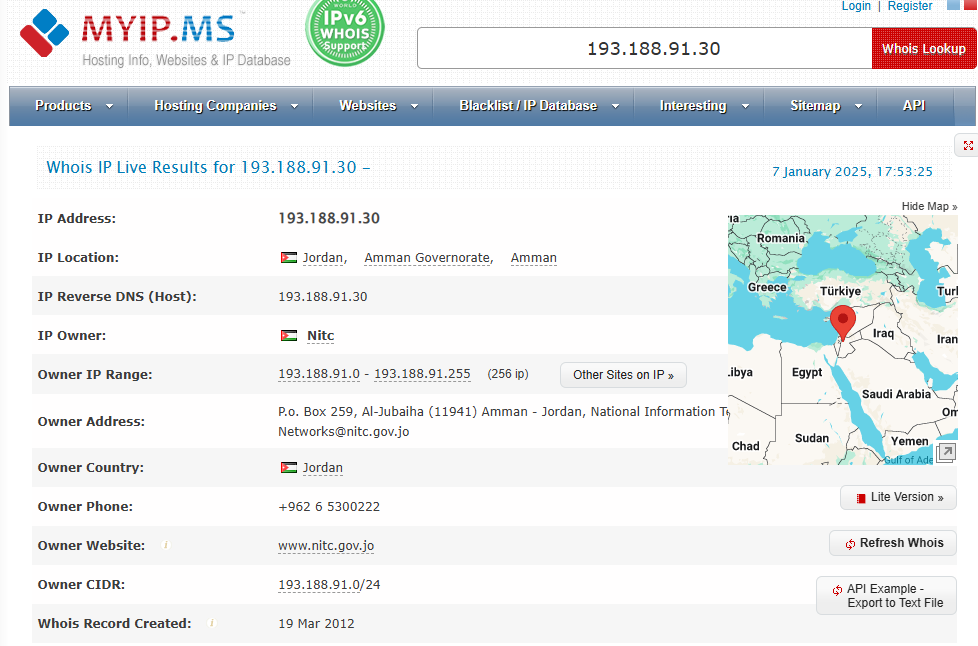 MYIP.MS
Hosting Info, Websites & IP Database
WORLD
IPv6
WHOIS
Support
Login | Register
193.188.91.30
Whois Lookup
Products
Hosting Companies
Websites
Blacklist / IP Database
Interesting
Sitemap
API
Whois IP Live Results for 193.188.91.30 –
7 January 2025, 17:53:25
Hide Map »
IP Address: 193.188.91.30
IP Location: Jordan, Amman Governorate, Amman
IP Reverse DNS (Host): 193.188.91.30
IP Owner: Nitc
Owner IP Range: 193.188.91.0 - 193.188.91.255 (256 ip) Other Sites on IP »
Owner Address: P.o. Box 259, Al-Jubaiha (11941) Amman - Jordan, National Information
Networks@nitc.gov.jo
Owner Country: Jordan
Owner Phone: +962 6 5300222
Owner Website: www.nitc.gov.jo
Owner CIDR: 193.188.91.0/24
Whois Record Created: 19 Mar 2012
Romania
Greece
Türkiye
Iraq
Iran
Egypt
Saudi Arabia
Chad
Sudan
Yemen
Gulf of Ade
Lite Version »
Refresh Whois
API Example -
Export to Text File